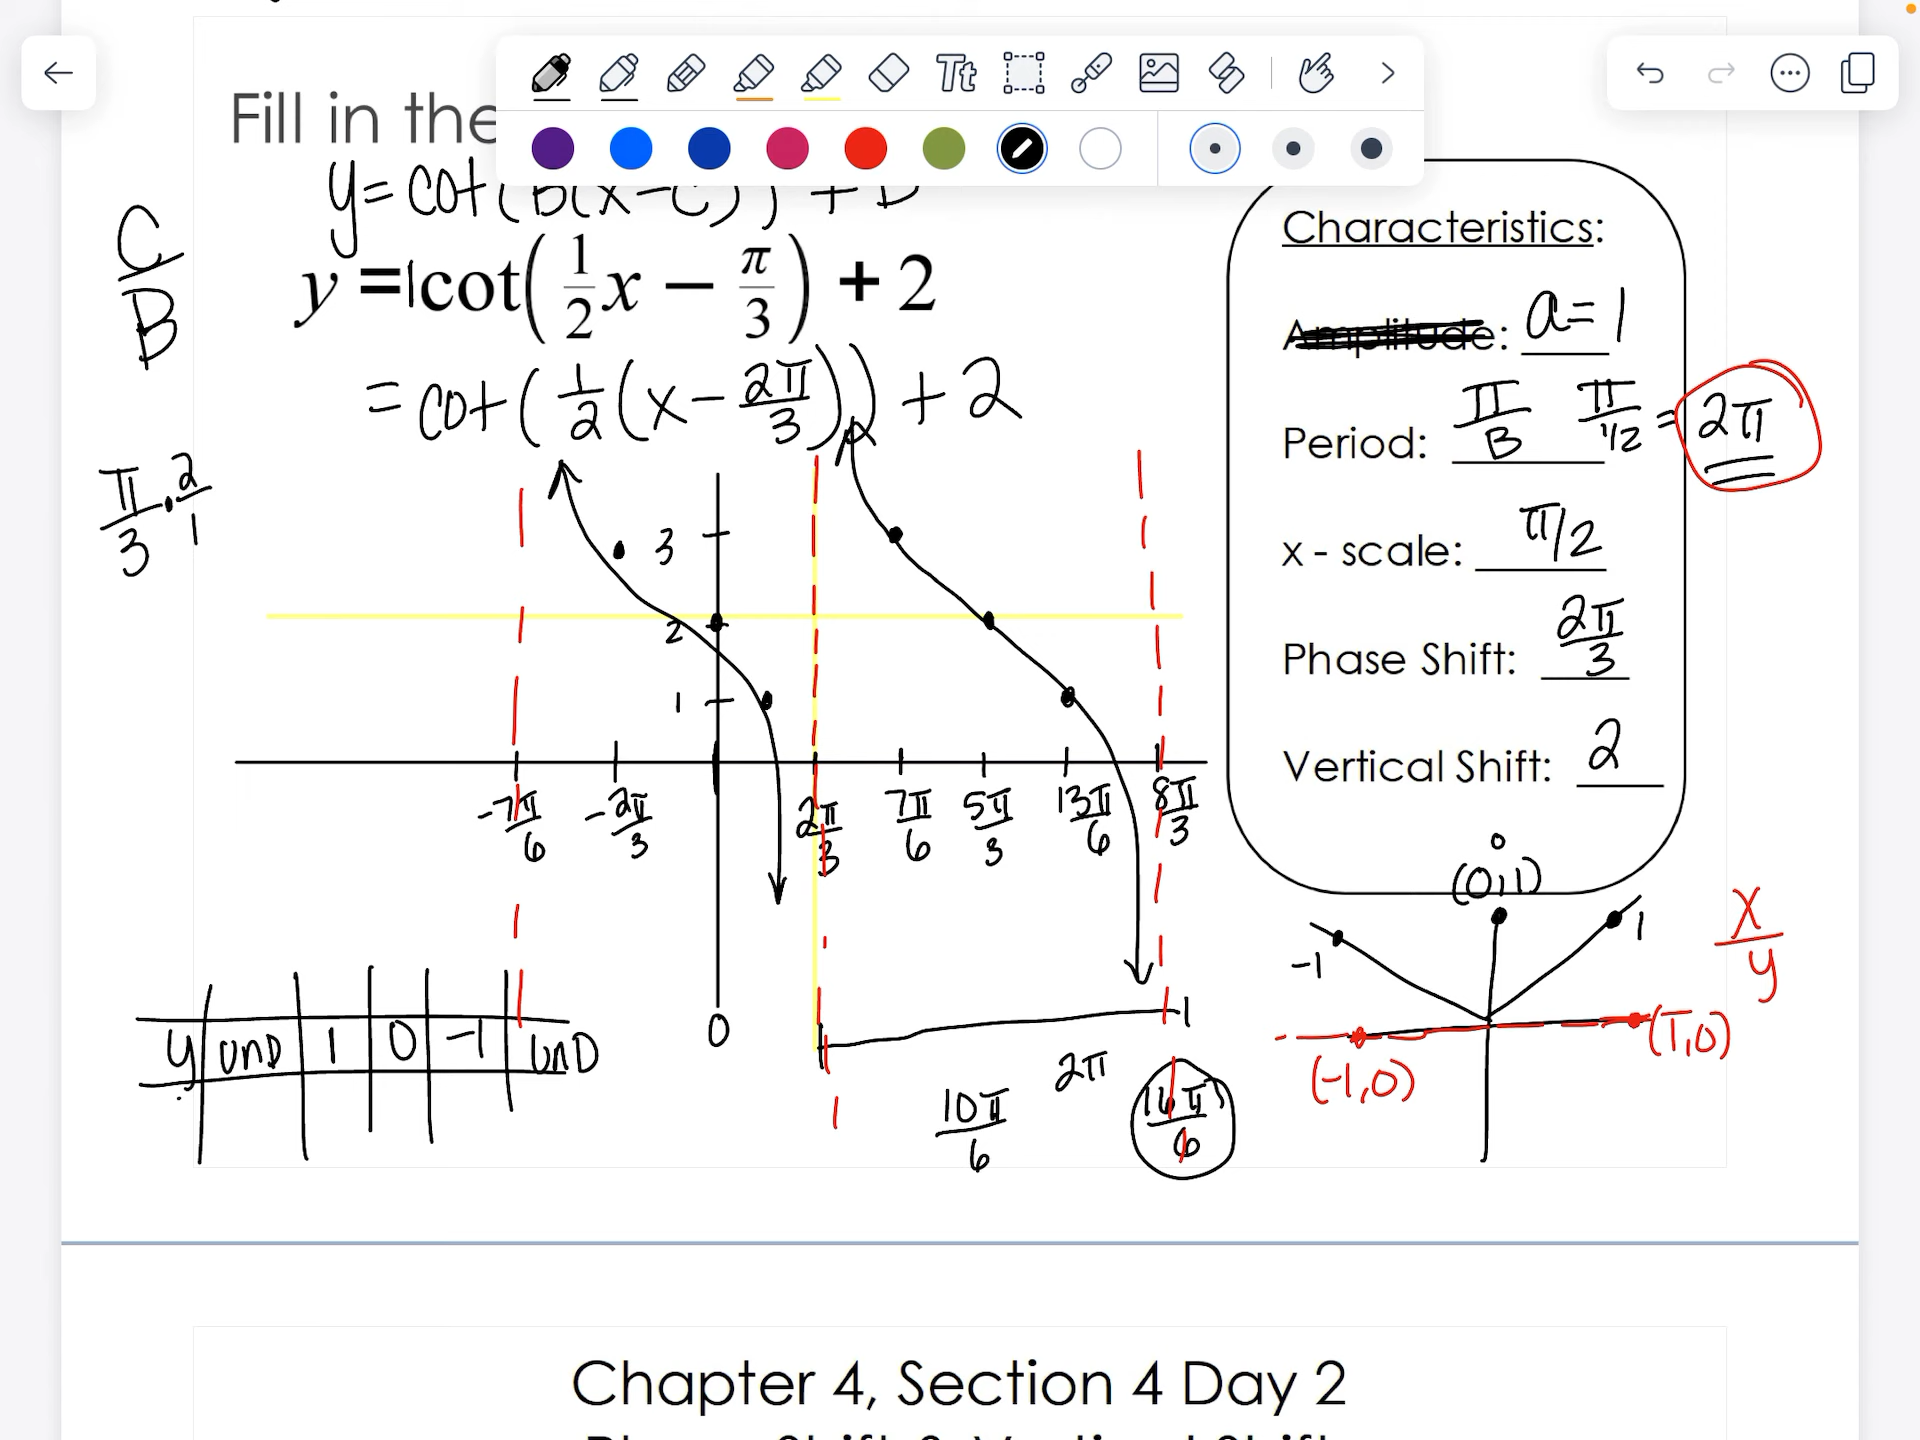 Tt
Fill in the
y = cot(B(x-C)) + D
C/B
y = 1cot(1/2 x − π/3) + 2
= cot(1/2(x − 2π/3)) + 2
π/3 · 2/1
Characteristics:
Amplitude: a = 1
Period: π/B π/1/2 = 2π
x - scale: π/2
Phase Shift: 2π/3
Vertical Shift: 2
3
2
1
-7π/6 -2π/3 2π/3 7π/6 5π/3 13π/6 8π/3
0
y UND 1 0 -1 UND
2π
10π/6 16π/6
0
(0,1)
-1 1
(-1,0) (1,0)
x/y
Chapter 4, Section 4 Day 2